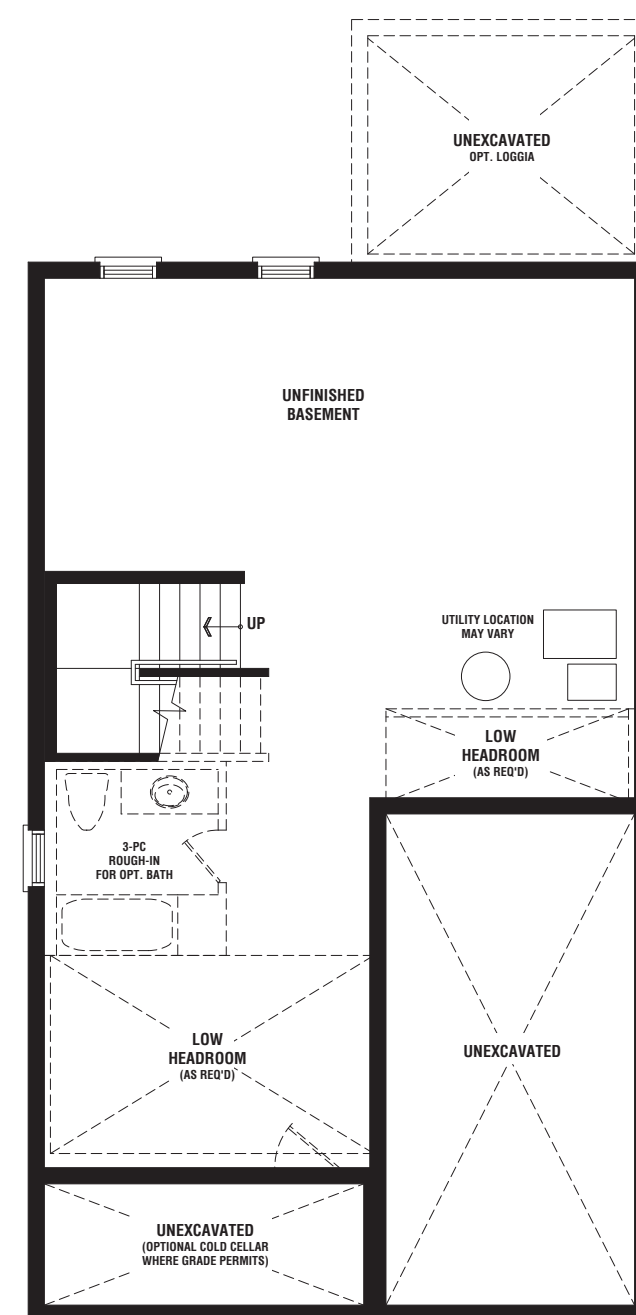 UNEXCAVATED
OPT. LOGGIA
UNFINISHED
BASEMENT
UP
UTILITY LOCATION
MAY VARY
LOW
HEADROOM
(AS REQ'D)
3-PC
ROUGH-IN
FOR OPT. BATH
LOW
HEADROOM
(AS REQ'D)
UNEXCAVATED
UNEXCAVATED
(OPTIONAL COLD CELLAR
WHERE GRADE PERMITS)